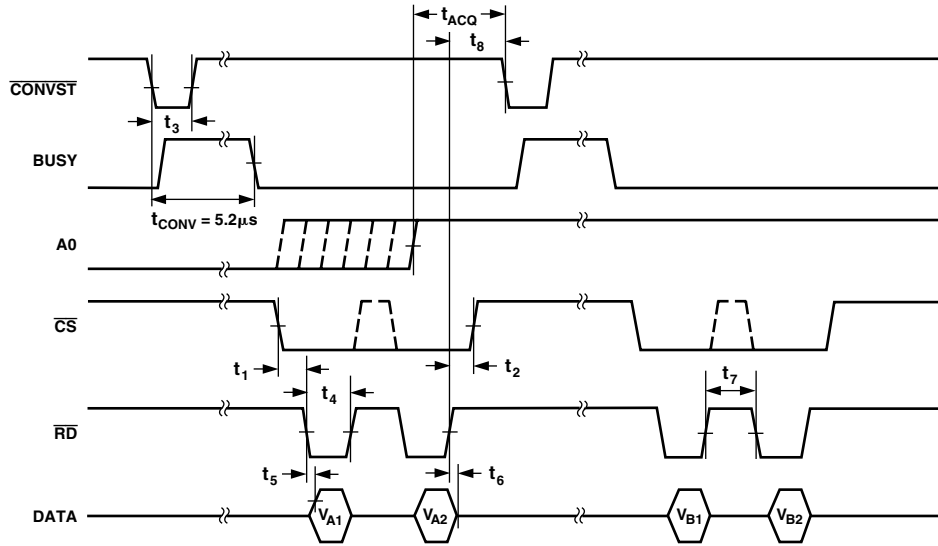 tACQ
t8
CONVST
t3
BUSY
tCONV = 5.2μs
A0
CS
t1
t2
t4
t7
RD
t5
t6
DATA
VA1
VA2
VB1
VB2